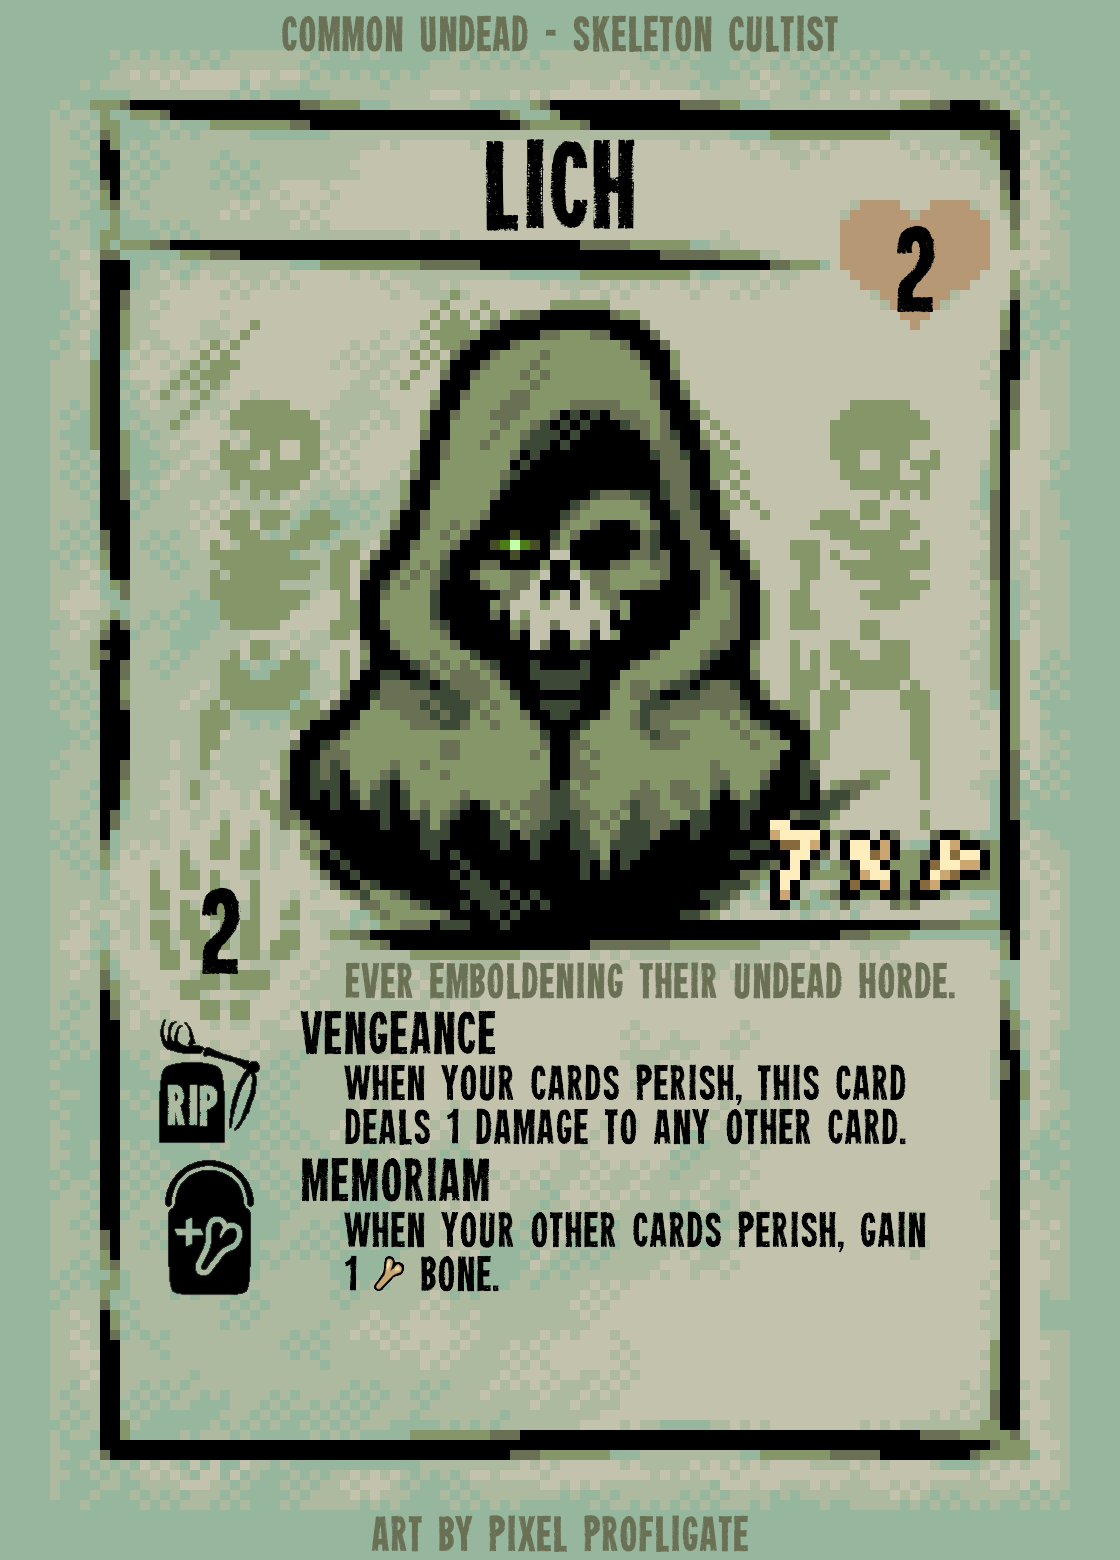 COMMON UNDEAD - SKELETON CULTIST
LICH
2
7 X
2
EVER EMBOLDENING THEIR UNDEAD HORDE.
VENGEANCE
RIP
WHEN YOUR CARDS PERISH, THIS CARD
DEALS 1 DAMAGE TO ANY OTHER CARD.
MEMORIAM
+
WHEN YOUR OTHER CARDS PERISH, GAIN
1 BONE.
ART BY PIXEL PROFLIGATE